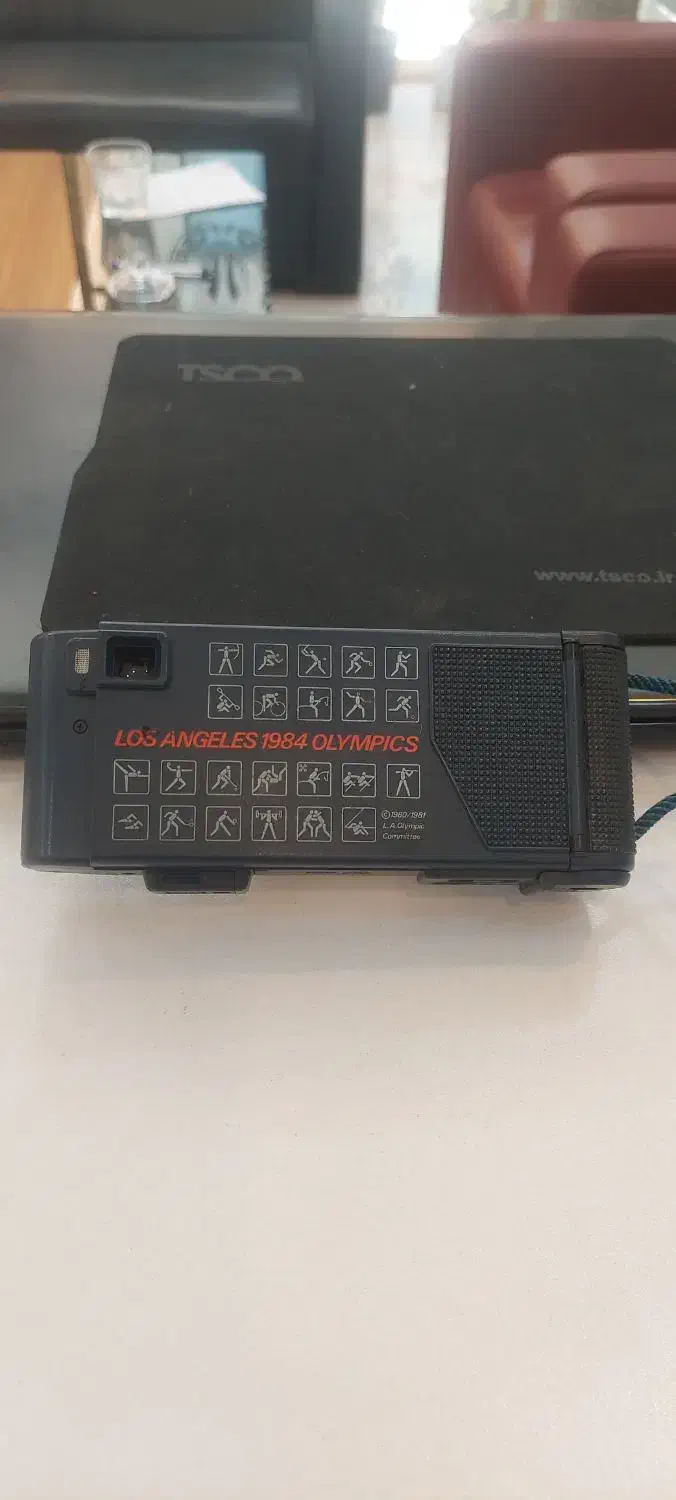 TSCO
www.tsco.ir
LOS ANGELES 1984 OLYMPICS
©1980/1981
L.A.Olympic
Committee